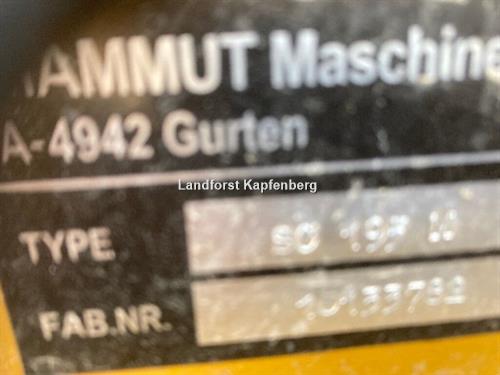 MAMMUT Maschine
A-4942 Gurten
Landforst Kapfenberg
TYPE
FAB.NR.